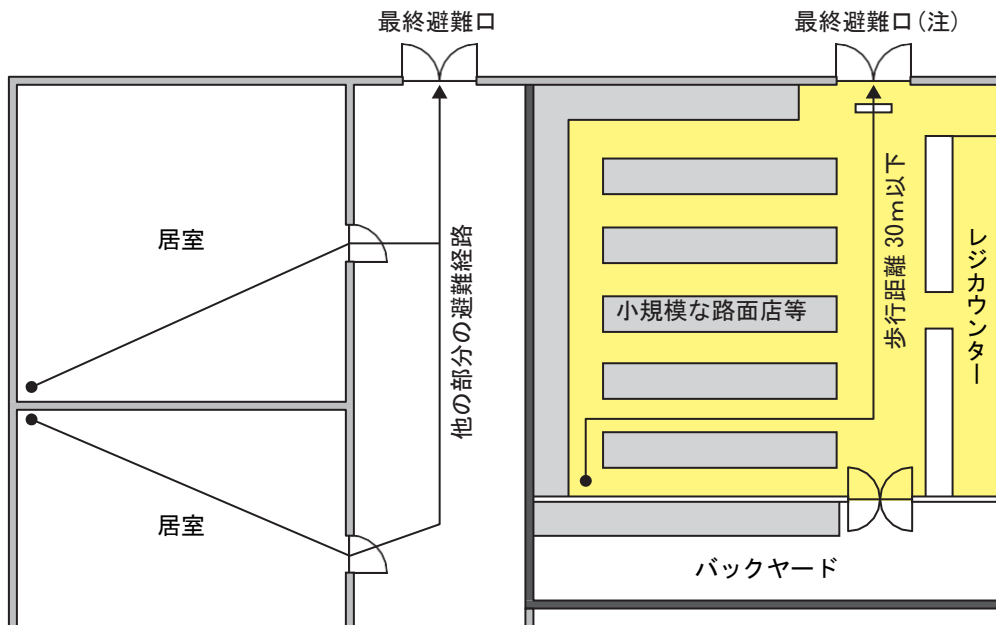 最終避難口
最終避難口(注)
居室
他の部分の避難経路
小規模な路面店等
歩行距離 30m以下
レジカウンター
居室
バックヤード